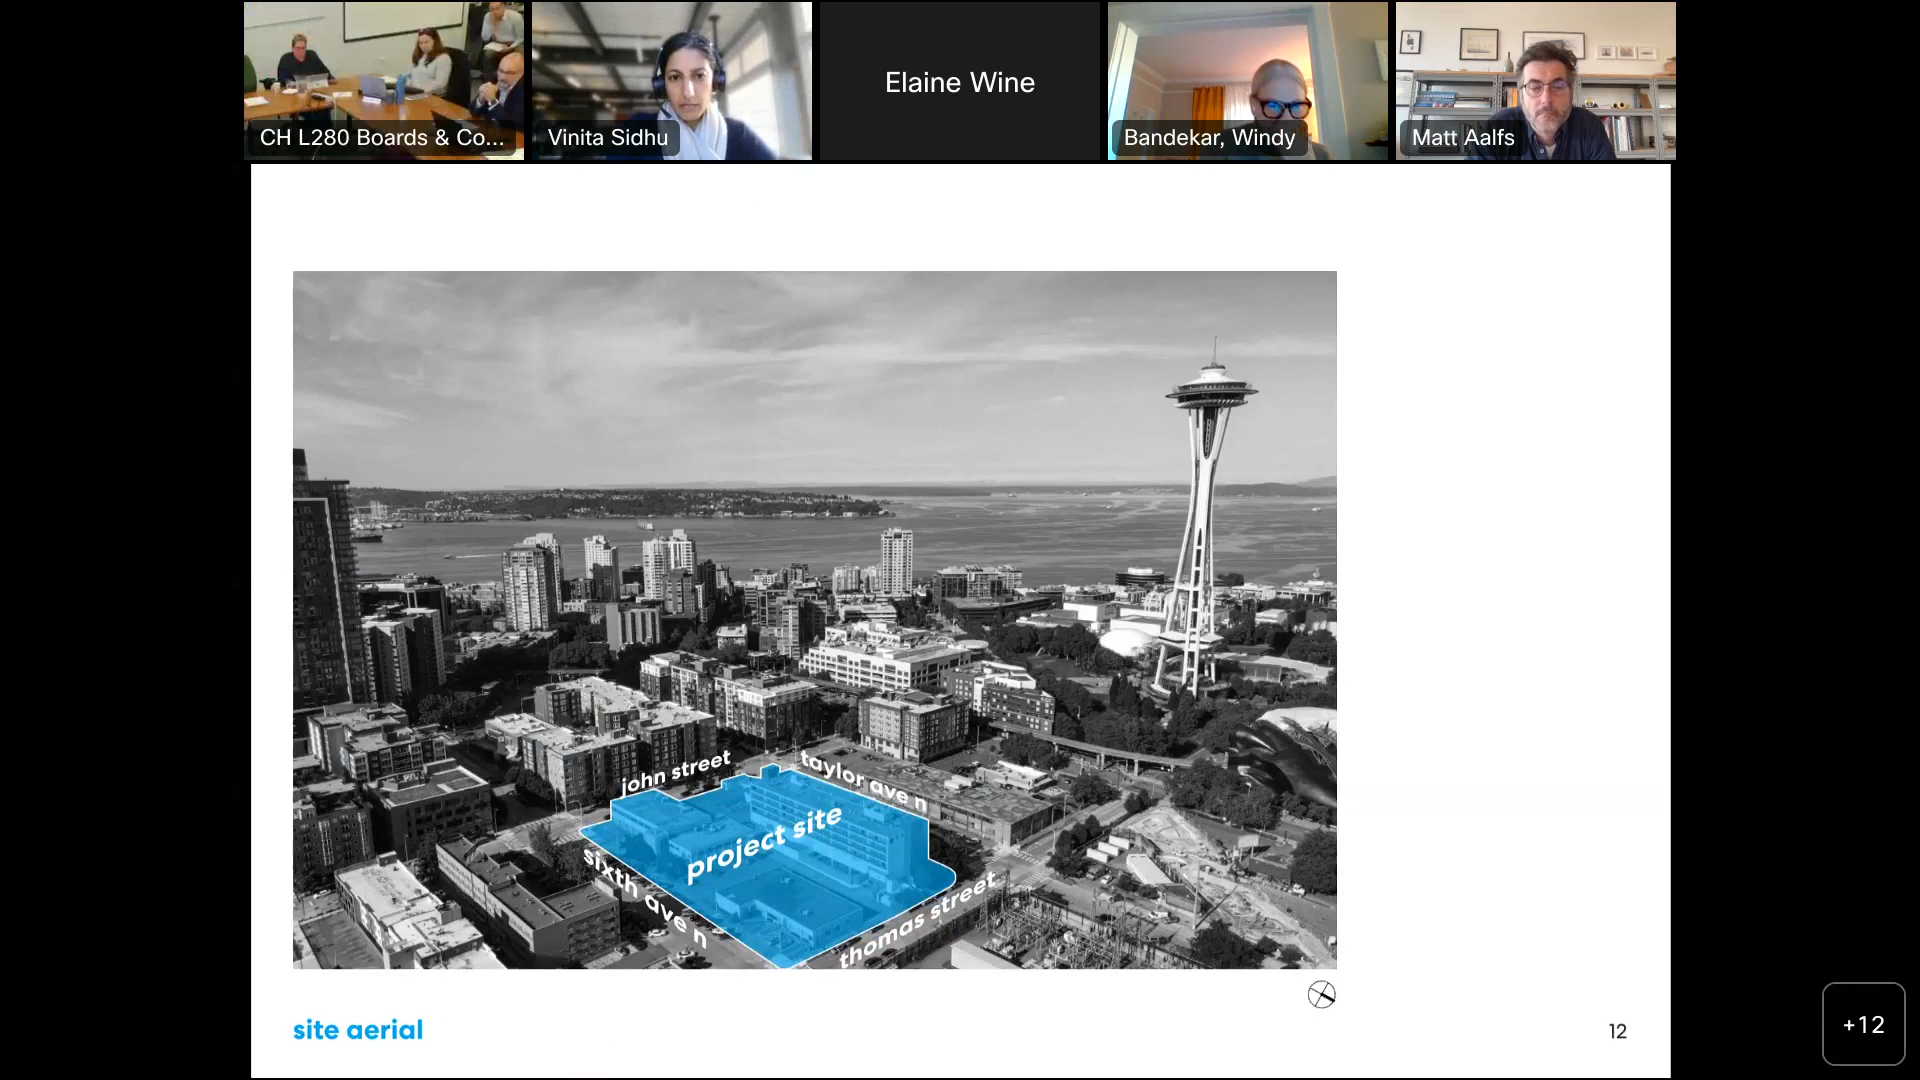 CH L280 Boards & Co...
Vinita Sidhu
Elaine Wine
Bandekar, Windy
Matt Aalfs
john street
taylor ave n
project site
sixth ave n
thomas street
site aerial
12
+12